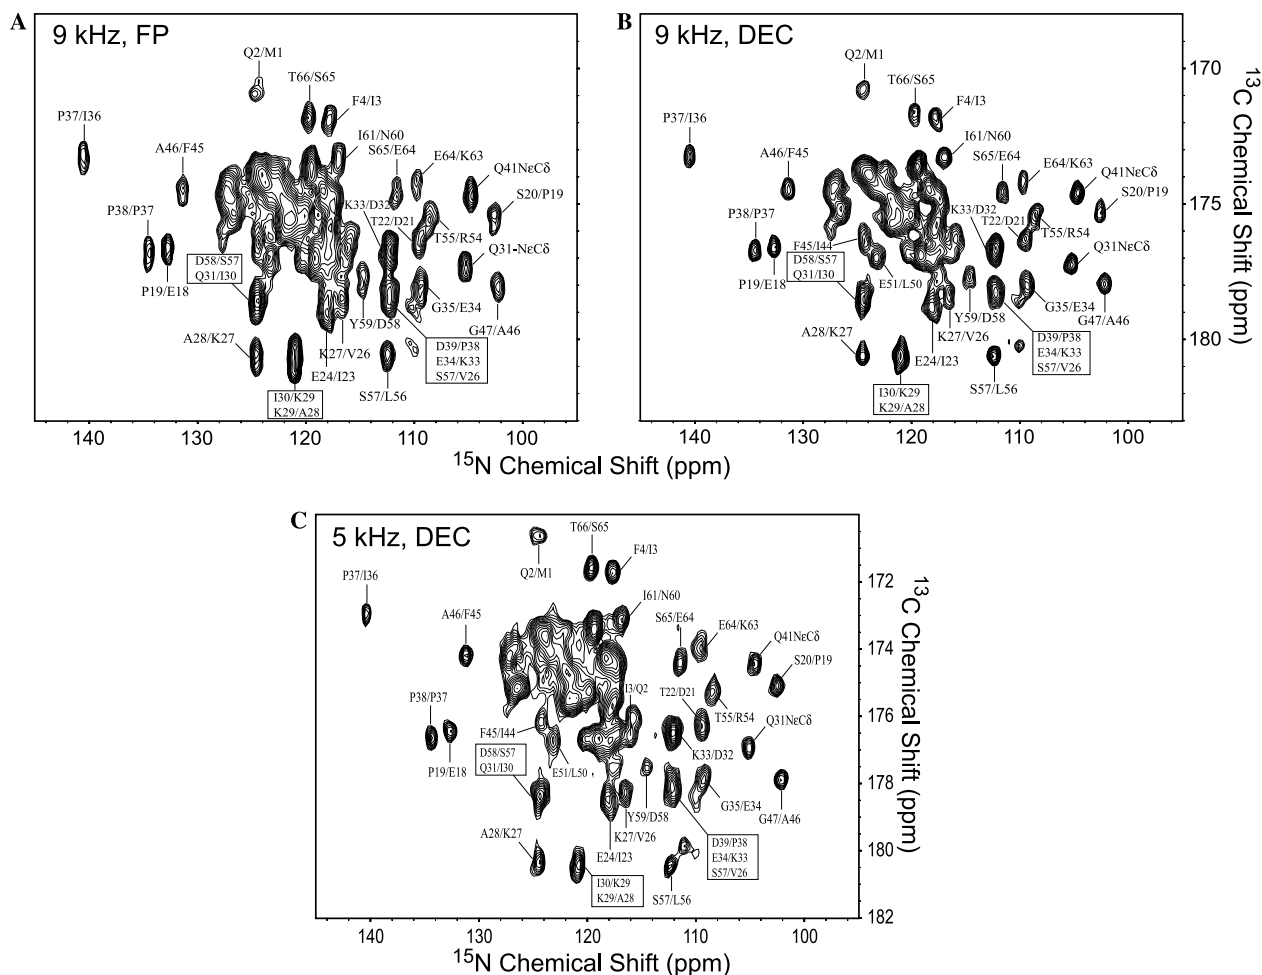 A
9 kHz, FP
Q2/M1
T66/S65
F4/I3
P37/I36
I61/N60
S65/E64
A46/F45
E64/K63
Q41NεCδ
S20/P19
K33/D32
P38/P37
T22/D21
T55/R54
D58/S57
Q31/I30
Q31-NεCδ
P19/E18
G35/E34
Y59/D58
G47/A46
A28/K27
K27/V26
D39/P38
E34/K33
S57/V26
E24/I23
I30/K29
K29/A28
S57/L56
140
130
120
110
100
B
9 kHz, DEC
Q2/M1
T66/S65
F4/I3
P37/I36
I61/N60
S65/E64
A46/F45
E64/K63
Q41NεCδ
S20/P19
K33/D32
P38/P37
T22/D21
T55/R54
F45/I44
D58/S57
Q31/I30
Q31NεCδ
E51/L50
P19/E18
G35/E34
Y59/D58
G47/A46
A28/K27
K27/V26
D39/P38
E34/K33
S57/V26
E24/I23
I30/K29
K29/A28
S57/L56
170
175
180
13C Chemical Shift (ppm)
140
130
120
110
100
15N Chemical Shift (ppm)
C
5 kHz, DEC
T66/S65
Q2/M1
F4/I3
P37/I36
I61/N60
A46/F45
S65/E64
E64/K63
Q41NεCδ
S20/P19
I3/Q2
P38/P37
T22/D21
T55/R54
Q31NεCδ
F45/I44
D58/S57
Q31/I30
K33/D32
P19/E18
E51/L50
G35/E34
G47/A46
Y59/D58
A28/K27
K27/V26
E24/I23
D39/P38
E34/K33
S57/V26
I30/K29
K29/A28
S57/L56
172
174
176
178
180
182
13C Chemical Shift (ppm)
140
130
120
110
100
15N Chemical Shift (ppm)